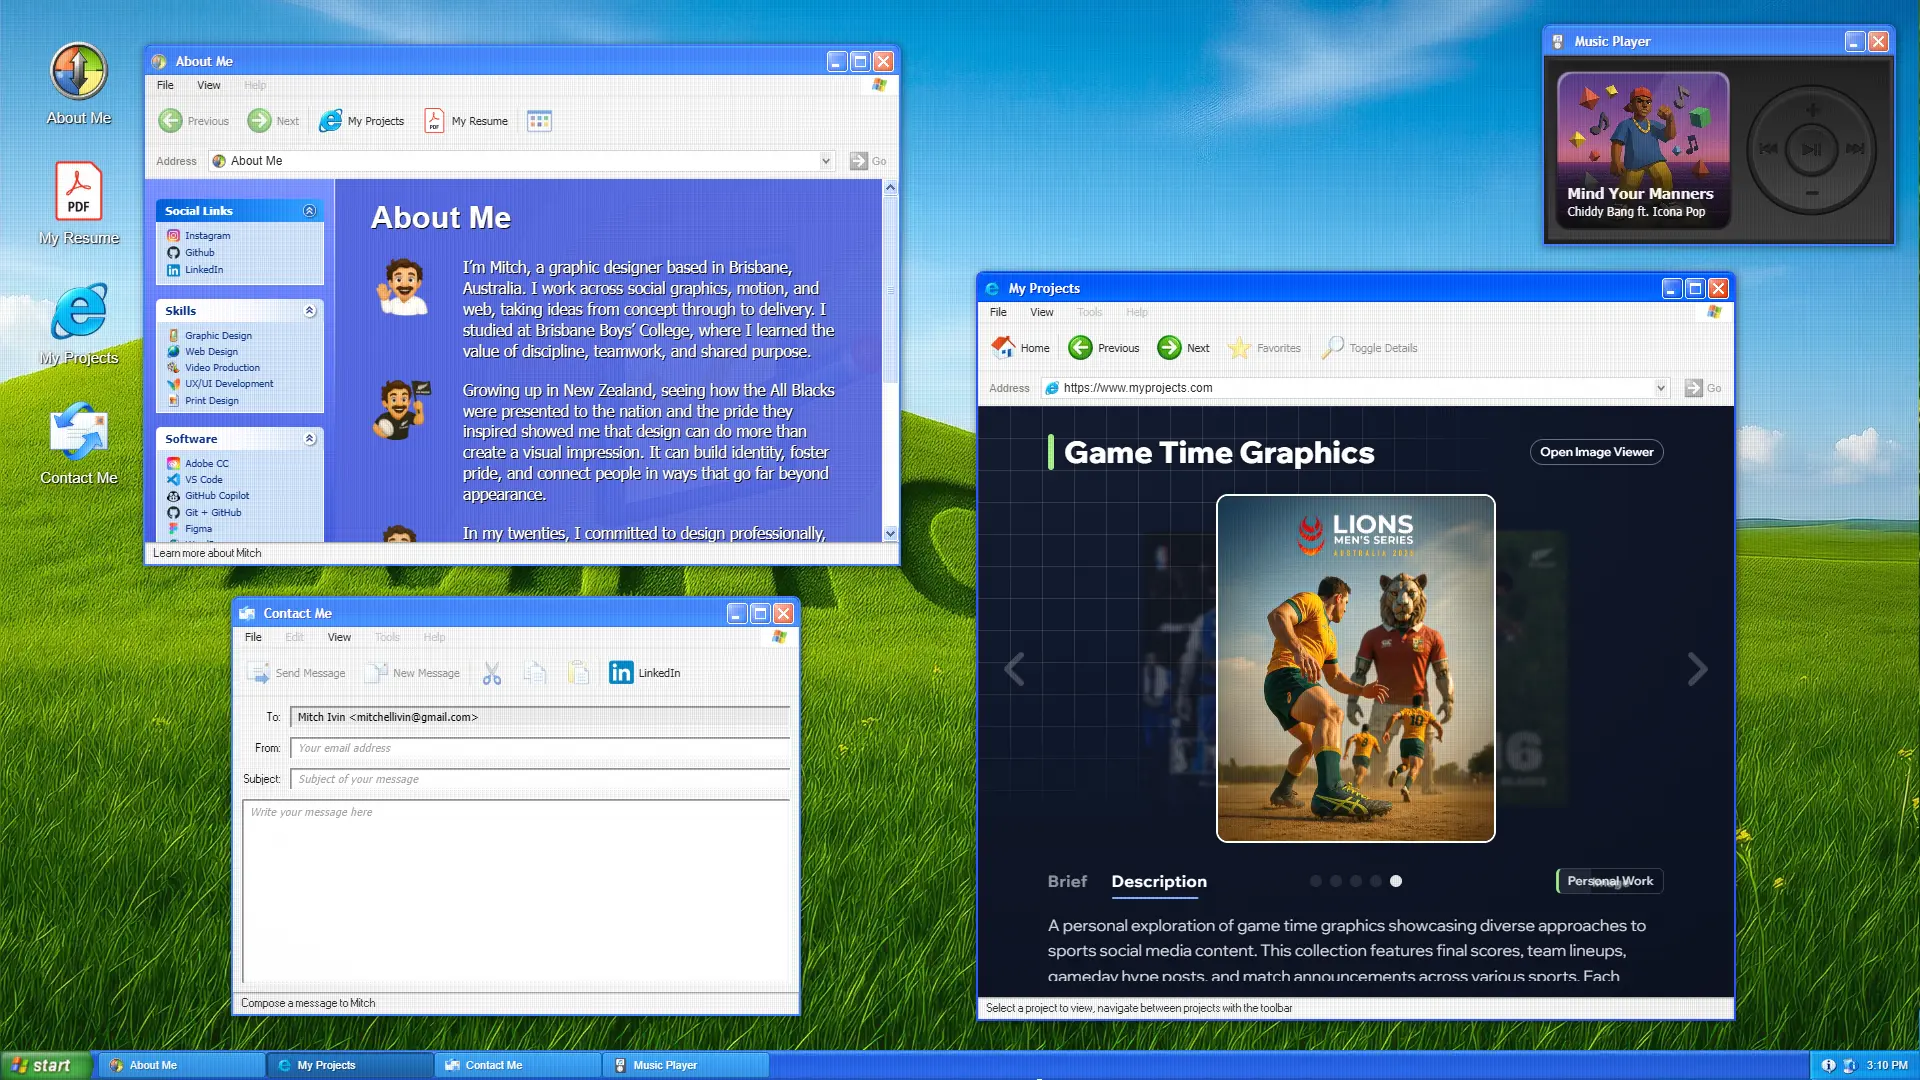 About Me
My Resume
My Projects
Contact Me
PDF
About Me
File View Help
Previous Next My Projects My Resume
PDF
Address About Me Go
Social Links
Instagram
Github
LinkedIn
Skills
Graphic Design
Web Design
Video Production
UX/UI Development
Print Design
Software
Adobe CC
VS Code
GitHub Copilot
Git + GitHub
Figma
About Me
I'm Mitch, a graphic designer based in Brisbane,
Australia. I work across social graphics, motion, and
web, taking ideas from concept through to delivery. I
studied at Brisbane Boys' College, where I learned the
value of discipline, teamwork, and shared purpose.
Growing up in New Zealand, seeing how the All Blacks
were presented to the nation and the pride they
inspired showed me that design can do more than
create a visual impression. It can build identity, foster
pride, and connect people in ways that go far beyond
appearance.
In my twenties, I committed to design professionally,
Learn more about Mitch
Contact Me
File Edit View Tools Help
Send Message New Message in LinkedIn
To: Mitch Ivin <mitchellivin@gmail.com>
From: Your email address
Subject: Subject of your message
Write your message here
Compose a message to Mitch
Music Player
Mind Your Manners
Chiddy Bang ft. Icona Pop
My Projects
File View Tools Help
Home Previous Next Favorites Toggle Details
Address https://www.myprojects.com Go
Game Time Graphics
Open Image Viewer
LIONS
MEN'S SERIES
AUSTRALIA 2025
10
Brief Description
Personal Work
A personal exploration of game time graphics showcasing diverse approaches to
sports social media content. This collection features final scores, team lineups,
gameday hype posts, and match announcements across various sports. Each
Select a project to view, navigate between projects with the toolbar
start About Me My Projects Contact Me Music Player 3:10 PM